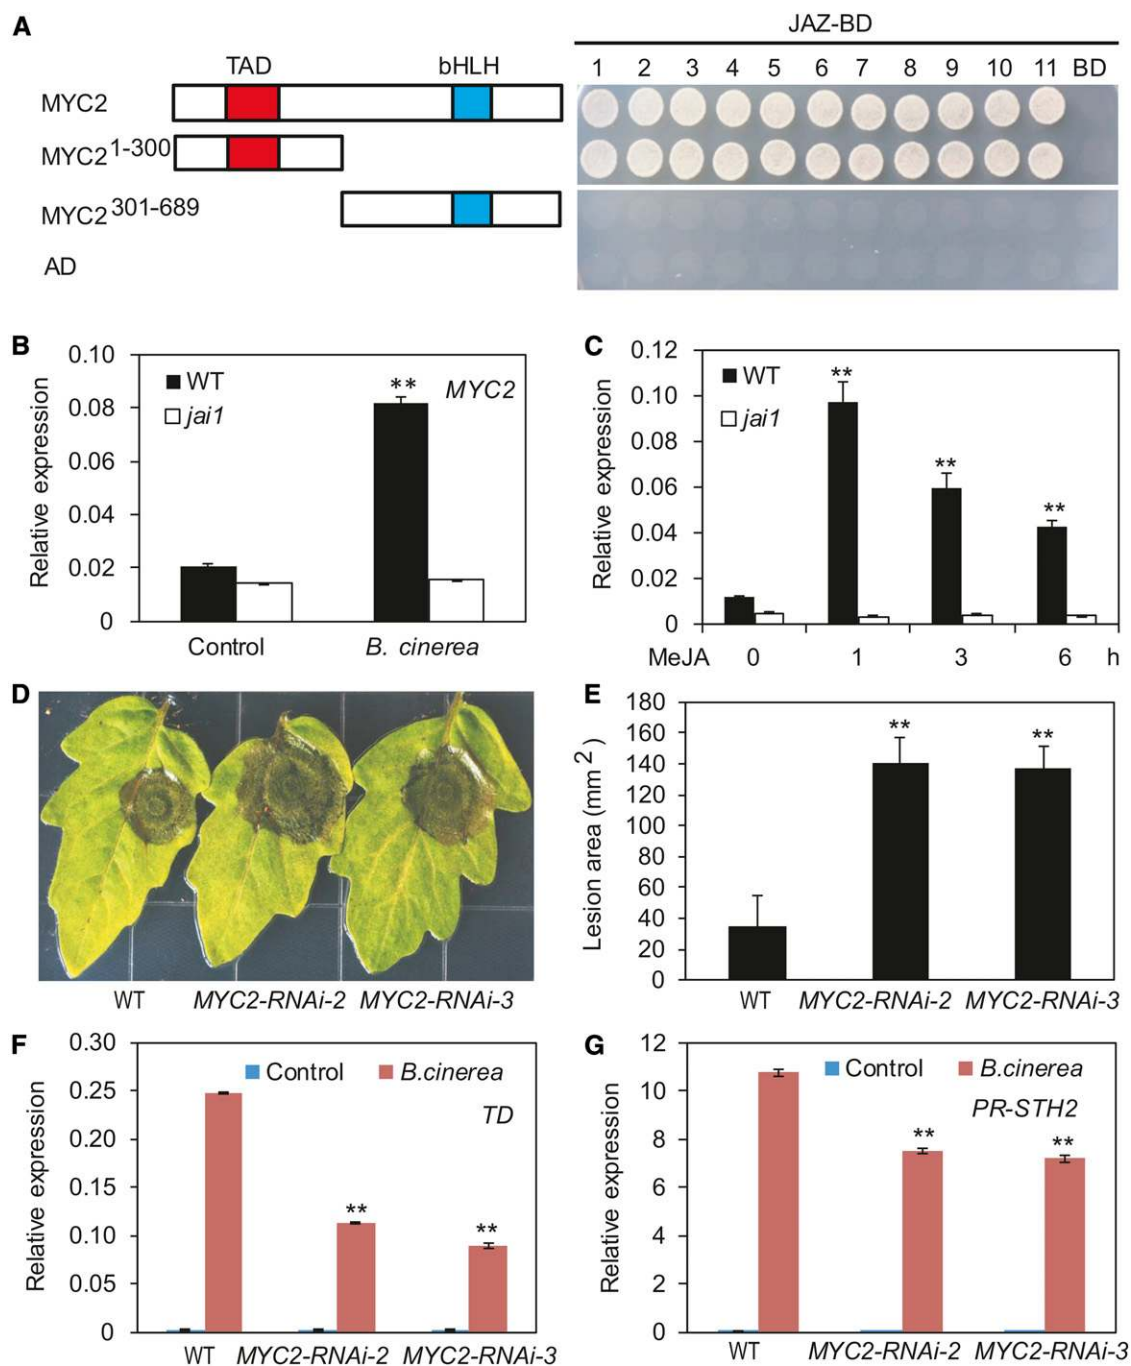 A
JAZ-BD
TAD bHLH
1 2 3 4 5 6 7 8 9 10 11 BD
MYC2
MYC2 1-300
MYC2 301-689
AD
B
Relative expression
0.10
0.08
0.06
0.04
0.02
0
WT
jai1
**
MYC2
Control B. cinerea
C
Relative expression
0.12
0.10
0.08
0.06
0.04
0.02
0
WT
jai1
**
**
**
MeJA 0 1 3 6 h
D
WT MYC2-RNAi-2 MYC2-RNAi-3
E
Lesion area (mm2)
180
160
140
120
100
80
60
40
20
0
**
**
WT MYC2-RNAi-2 MYC2-RNAi-3
F
Relative expression
0.30
0.25
0.20
0.15
0.10
0.05
0
Control B.cinerea
TD
**
**
WT MYC2-RNAi-2 MYC2-RNAi-3
G
Relative expression
12
10
8
6
4
2
0
Control B.cinerea
PR-STH2
**
**
WT MYC2-RNAi-2 MYC2-RNAi-3